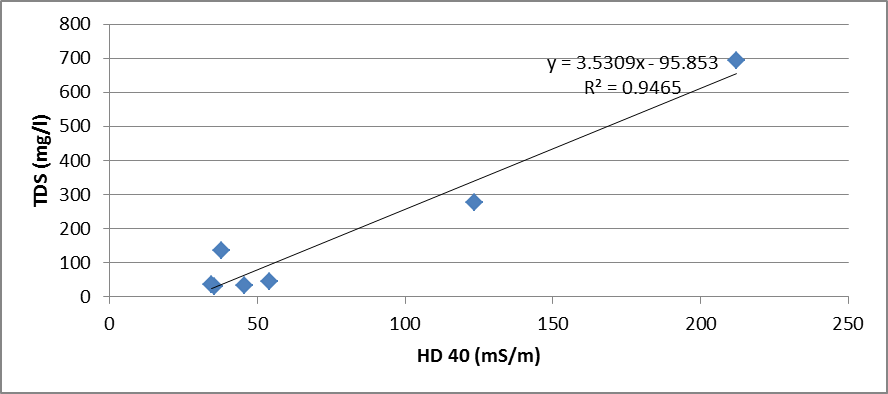 800
700
600
500
400
300
200
100
0
TDS (mg/l)
y = 3.5309x - 95.853
R² = 0.9465
0 50 100 150 200 250
HD 40 (mS/m)